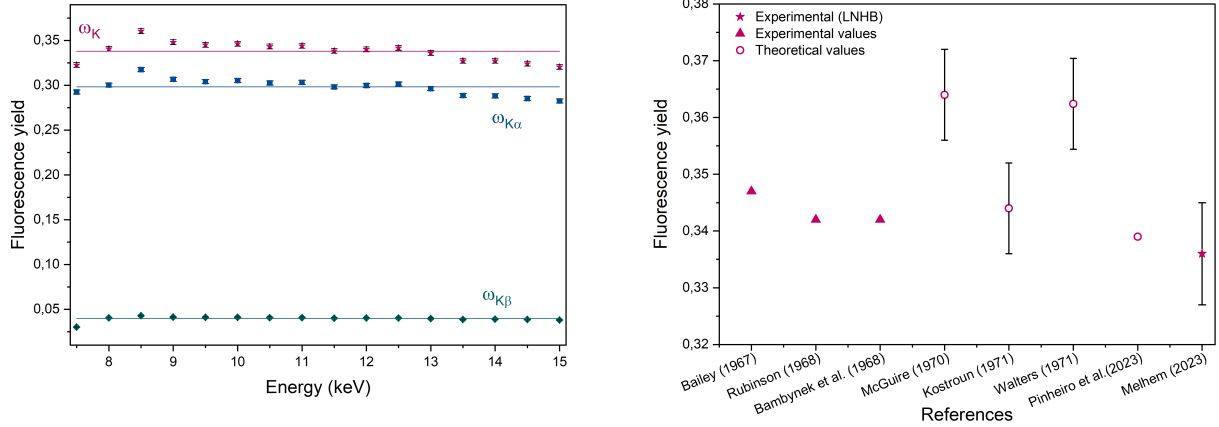 ωK
0,35
0,30
0,25
0,20
0,15
0,10
0,05
Fluorescence yield
ωKα
ωKβ
8 9 10 11 12 13 14 15
Energy (keV)
0,38
0,37
0,36
0,35
0,34
0,33
0,32
Fluorescence yield
Experimental (LNHB)
Experimental values
Theoretical values
Bailey (1967)
Rubinson (1968)
Bambynek et al. (1968)
McGuire (1970)
Kostroun (1971)
Walters (1971)
Pinheiro et al.(2023)
Melhem (2023)
References